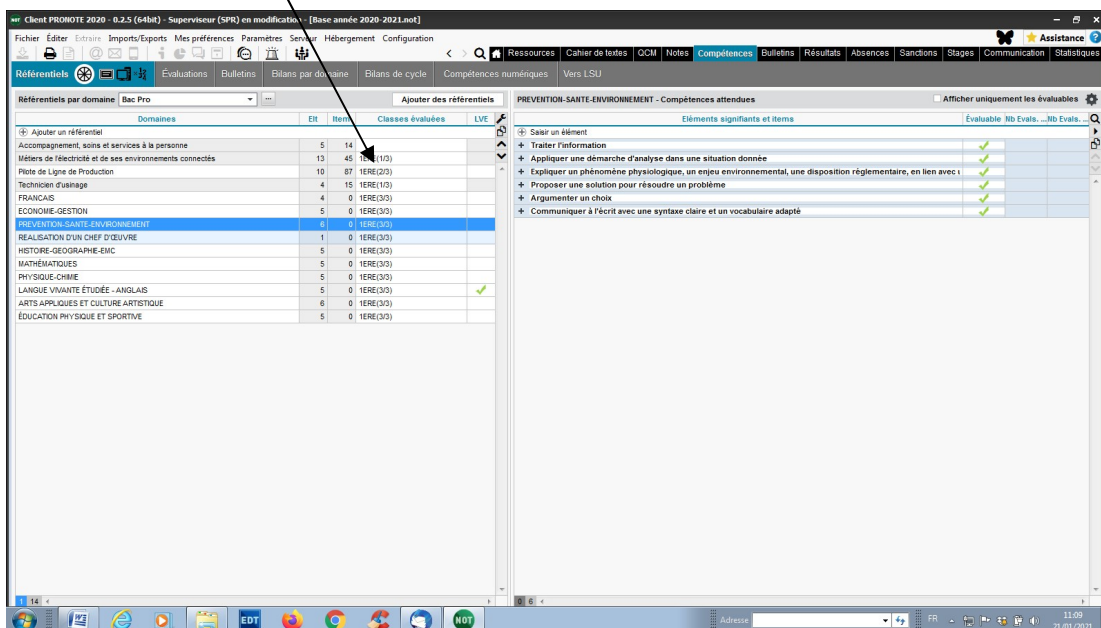 Client PRONOTE 2020 - 0.2.5 (64bit) - Superviseur (SPR) en modification - [Base année 2020-2021.not]
Fichier Éditer Extraire Imports/Exports Mes préférences Paramètres Serveur Hébergement Configuration Assistance
Ressources Cahier de textes QCM Notes Compétences Bulletins Résultats Absences Sanctions Stages Communication Statistiques
Référentiels Évaluations Bulletins Bilans par domaine Bilans de cycle Compétences numériques Vers LSU
Référentiels par domaine Bac Pro ... Ajouter des référentiels
Domaines Elt Item Classes évaluées LVE
Ajouter un référentiel
Accompagnement, soins et services à la personne 5 14
Métiers de l'électricité et de ses environnements connectés 13 45 1ERE(1/3)
Pilote de Ligne de Production 10 87 1ERE(2/3)
Technicien d'usinage 4 15 1ERE(1/3)
FRANCAIS 4 0 1ERE(3/3)
ECONOMIE-GESTION 5 0 1ERE(3/3)
PREVENTION-SANTE-ENVIRONNEMENT 6 0 1ERE(3/3)
REALISATION D'UN CHEF D'ŒUVRE 1 0 1ERE(3/3)
HISTOIRE-GEOGRAPHIE-EMC 5 0 1ERE(3/3)
MATHÉMATIQUES 5 0 1ERE(3/3)
PHYSIQUE-CHIMIE 5 0 1ERE(3/3)
LANGUE VIVANTE ÉTUDIÉE - ANGLAIS 5 0 1ERE(3/3)
ARTS APPLIQUES ET CULTURE ARTISTIQUE 6 0 1ERE(3/3)
ÉDUCATION PHYSIQUE ET SPORTIVE 5 0 1ERE(3/3)
1 14
PREVENTION-SANTE-ENVIRONNEMENT - Compétences attendues Afficher uniquement les évaluables
Eléments signifiants et items Évaluable Nb Evals. ... Nb Evals. ...
Saisir un élément
+ Traiter l'information
+ Appliquer une démarche d'analyse dans une situation donnée
+ Expliquer un phénomène physiologique, un enjeu environnemental, une disposition réglementaire, en lien avec
+ Proposer une solution pour résoudre un problème
+ Argumenter un choix
+ Communiquer à l'écrit avec une syntaxe claire et un vocabulaire adapté
0 6
EDT NOT Adresse FR 11:09
21/01/2021